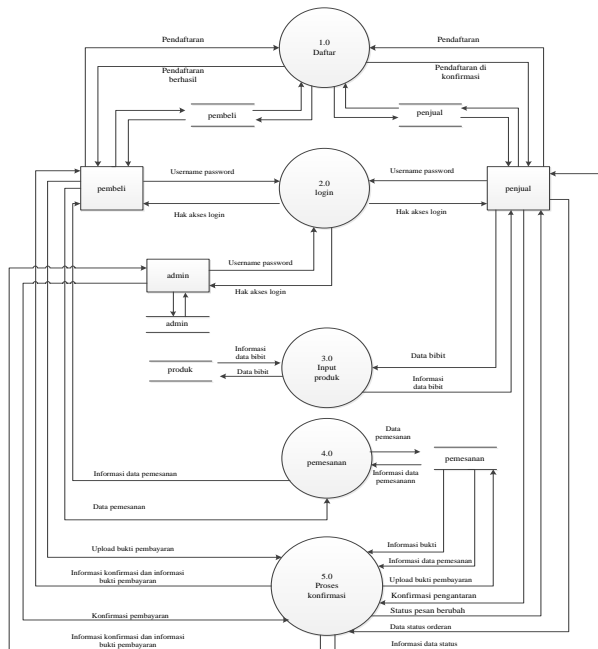 Pendaftaran
1.0
Daftar
Pendaftaran
Pendaftaran
berhasil
Pendaftaran di
konfirmasi
pembeli
penjual
pembeli
Username password
2.0
login
Username password
penjual
Hak akses login
Hak akses login
admin
Username password
Hak akses login
admin
produk
Informasi
data bibit
Data bibit
3.0
Input
produk
Data bibit
Informasi
data bibit
4.0
pemesanan
Data
pemesanan
Informasi data
pemesanann
pemesanan
Informasi data pemesanan
Data pemesanan
Upload bukti pembayaran
Informasi konfirmasi dan informasi
bukti pembayaran
5.0
Proses
konfirmasi
Informasi bukti
Informasi data pemesanan
Upload bukti pembayaran
Konfirmasi pengantaran
Status pesan berubah
Konfirmasi pembayaran
Data status orderan
Informasi konfirmasi dan informasi
bukti pembayaran
Informasi data status